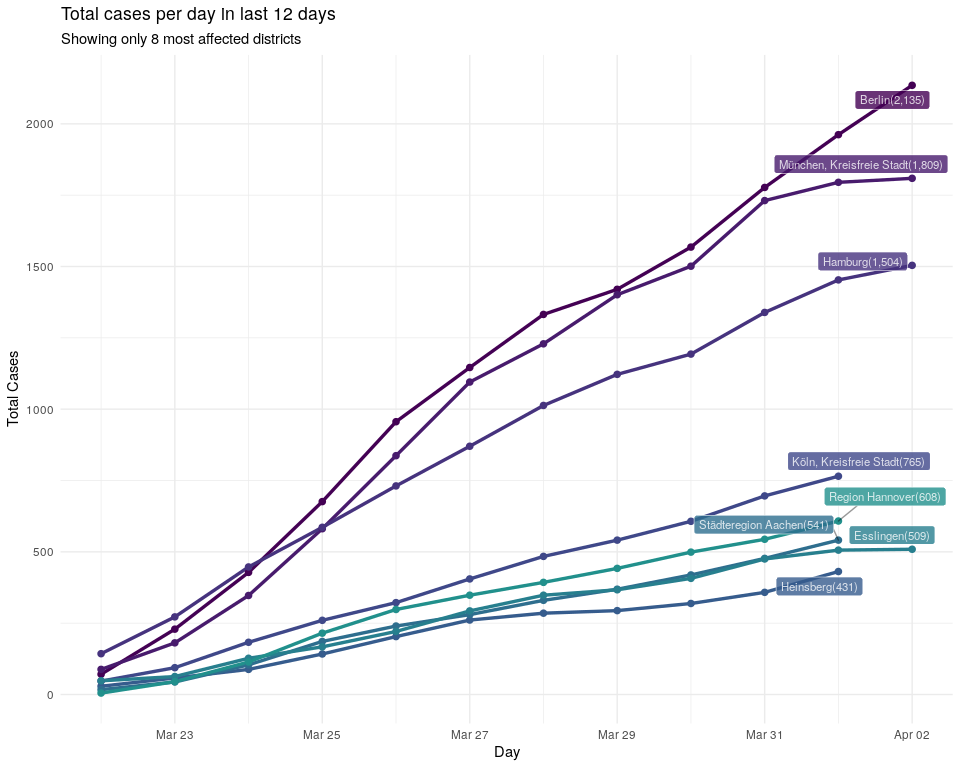 Total cases per day in last 12 days
Showing only 8 most affected districts
Total Cases
2000
1500
1000
500
0
Berlin(2,135)
München, Kreisfreie Stadt(1,809)
Hamburg(1,504)
Köln, Kreisfreie Stadt(765)
Region Hannover(608)
Städteregion Aachen(541)
Esslingen(509)
Heinsberg(431)
Mar 23
Mar 25
Mar 27
Mar 29
Mar 31
Apr 02
Day